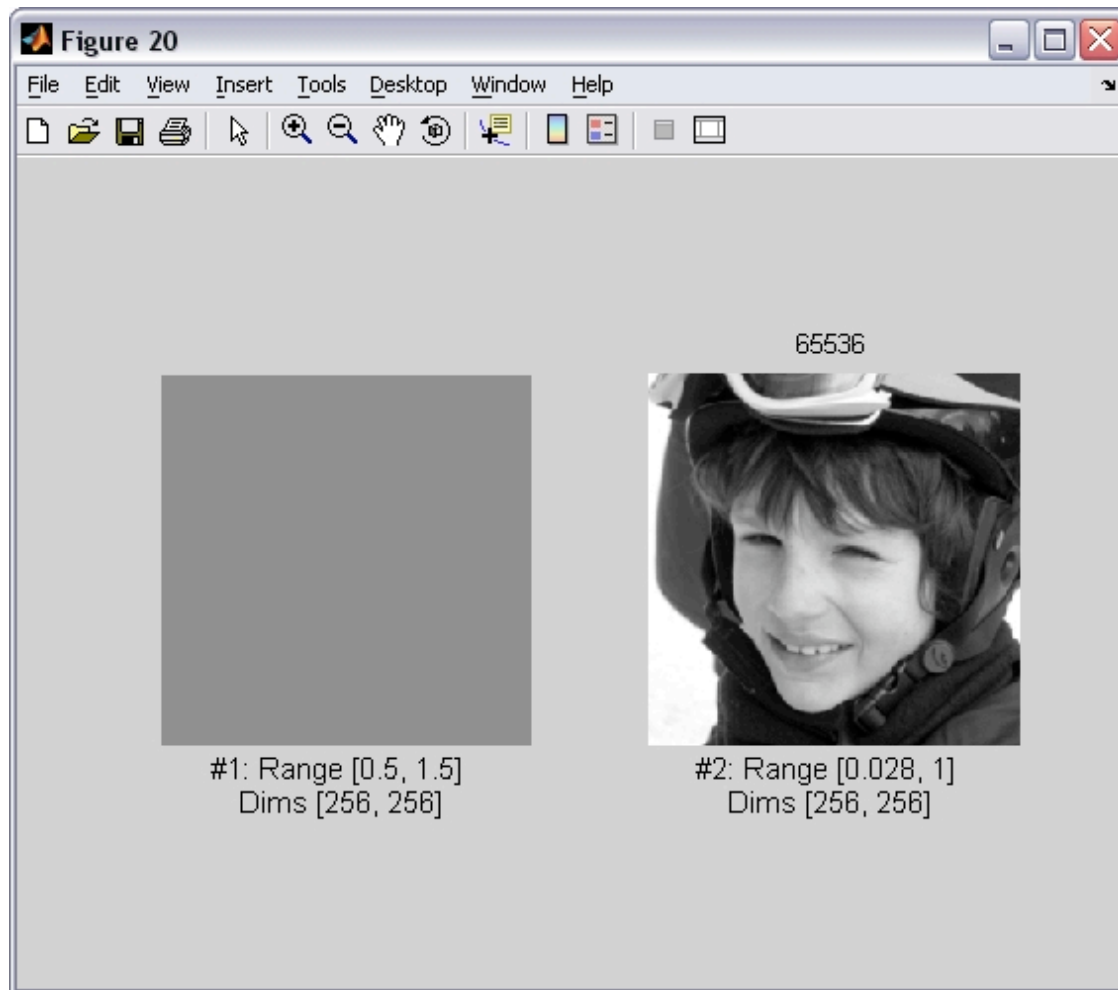 Figure 20
File Edit View Insert Tools Desktop Window Help
65536
#1: Range [0.5, 1.5]
Dims [256, 256]
#2: Range [0.028, 1]
Dims [256, 256]